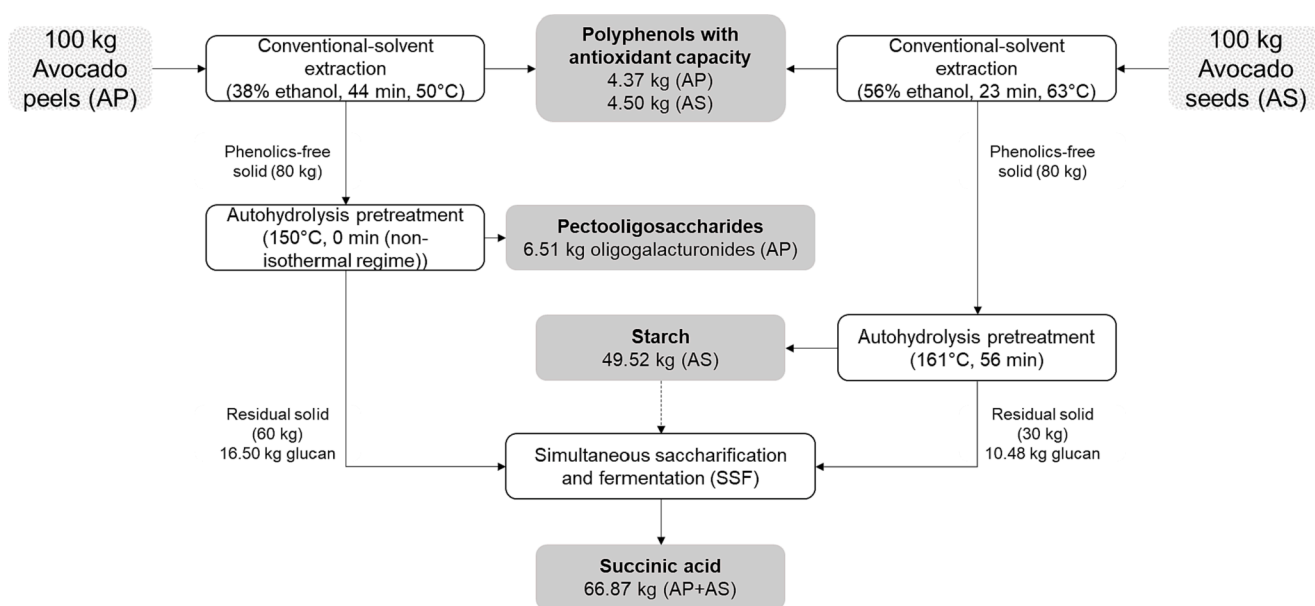 100 kg
Avocado
peels (AP)
Conventional-solvent
extraction
(38% ethanol, 44 min, 50°C)
Polyphenols with
antioxidant capacity
4.37 kg (AP)
4.50 kg (AS)
Conventional-solvent
extraction
(56% ethanol, 23 min, 63°C)
100 kg
Avocado
seeds (AS)
Phenolics-free
solid (80 kg)
Phenolics-free
solid (80 kg)
Autohydrolysis pretreatment
(150°C, 0 min (non-
isothermal regime))
Pectooligosaccharides
6.51 kg oligogalacturonides (AP)
Starch
49.52 kg (AS)
Autohydrolysis pretreatment
(161°C, 56 min)
Residual solid
(60 kg)
16.50 kg glucan
Residual solid
(30 kg)
10.48 kg glucan
Simultaneous saccharification
and fermentation (SSF)
Succinic acid
66.87 kg (AP+AS)